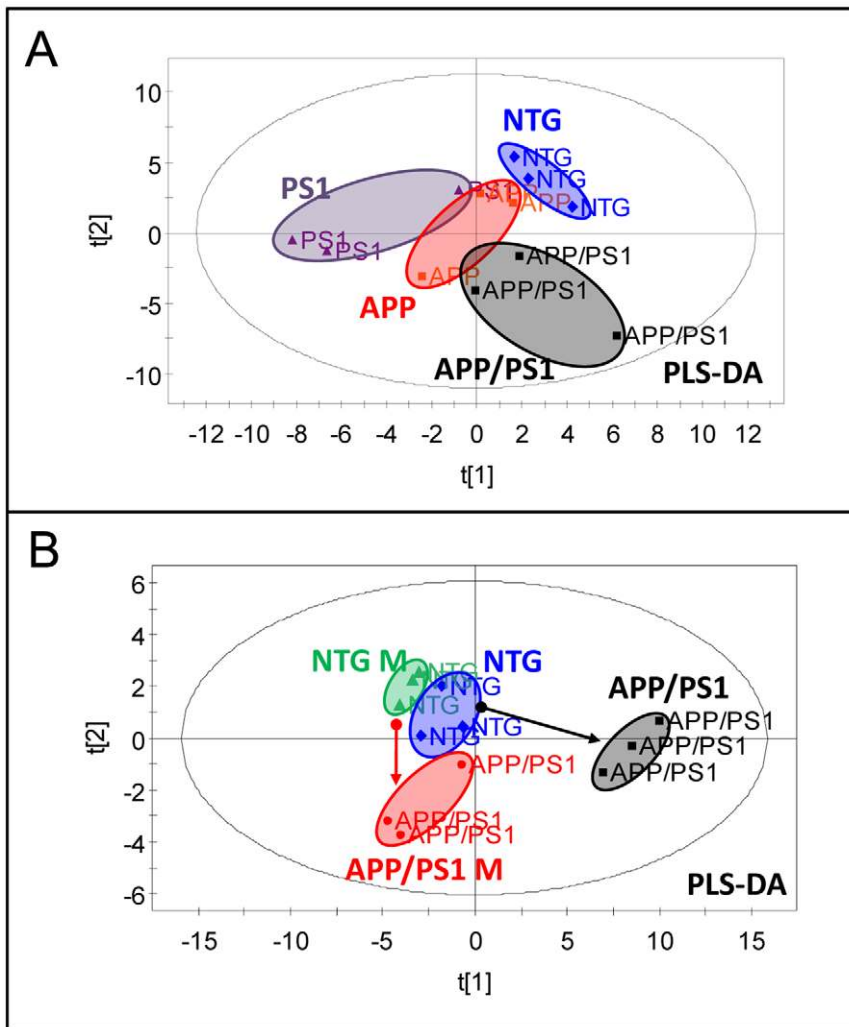 A
10
5
0
-5
-10
t[2]
NTG
NTG
NTG
NTG
PS1
PS1
PS1
PS1
APP
APP
APP
APP
APP/PS1
APP/PS1
APP/PS1
APP/PS1
PLS-DA
-12 -10 -8 -6 -4 -2 0 2 4 6 8 10 12
t[1]
B
6
4
2
0
-2
-4
-6
t[2]
NTG M
NTG
NTG
NTG
NTG
NTG
NTG
NTG
APP/PS1
APP/PS1
APP/PS1
APP/PS1
APP/PS1
APP/PS1
APP/PS1
APP/PS1 M
PLS-DA
-15 -10 -5 0 5 10 15
t[1]